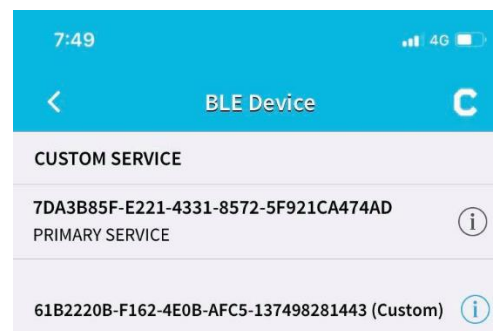 7:49 4G
BLE Device
CUSTOM SERVICE
7DA3B85F-E221-4331-8572-5F921CA474AD
PRIMARY SERVICE
61B2220B-F162-4E0B-AFC5-137498281443 (Custom)